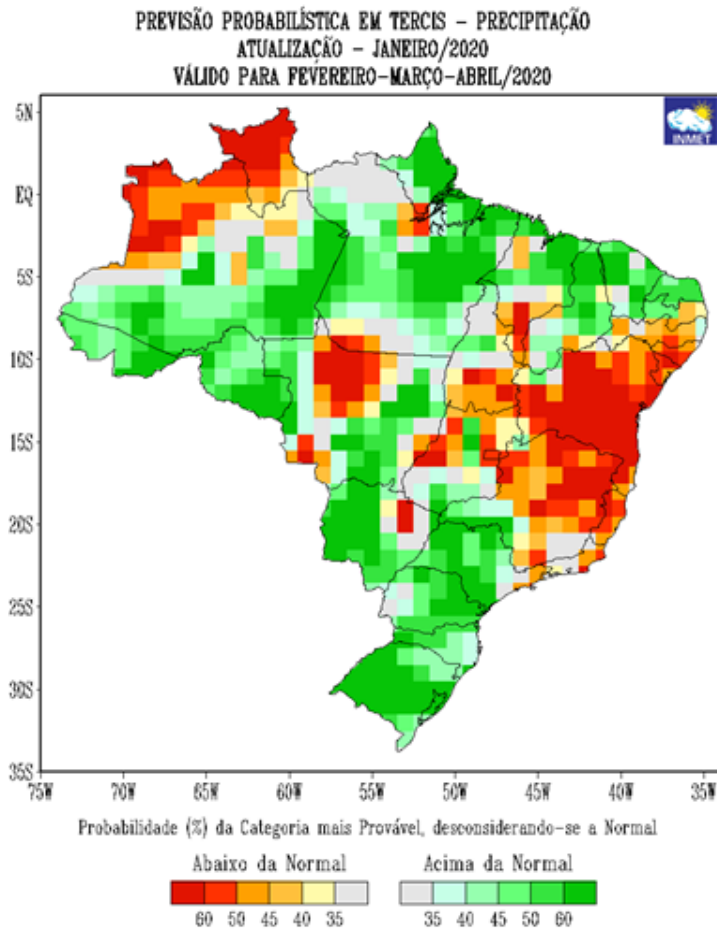 PREVISÃO PROBABILÍSTICA EM TERCIS - PRECIPITAÇÃO
ATUALIZAÇÃO - JANEIRO/2020
VÁLIDO PARA FEVEREIRO-MARÇO-ABRIL/2020
INMET
5N
EQ
5S
10S
15S
20S
25S
30S
35S
75W 70W 65W 60W 55W 50W 45W 40W 35W
Probabilidade (%) da Categoria mais Provável, desconsiderando-se a Normal
Abaixo da Normal Acima da Normal
60 50 45 40 35 35 40 45 50 60